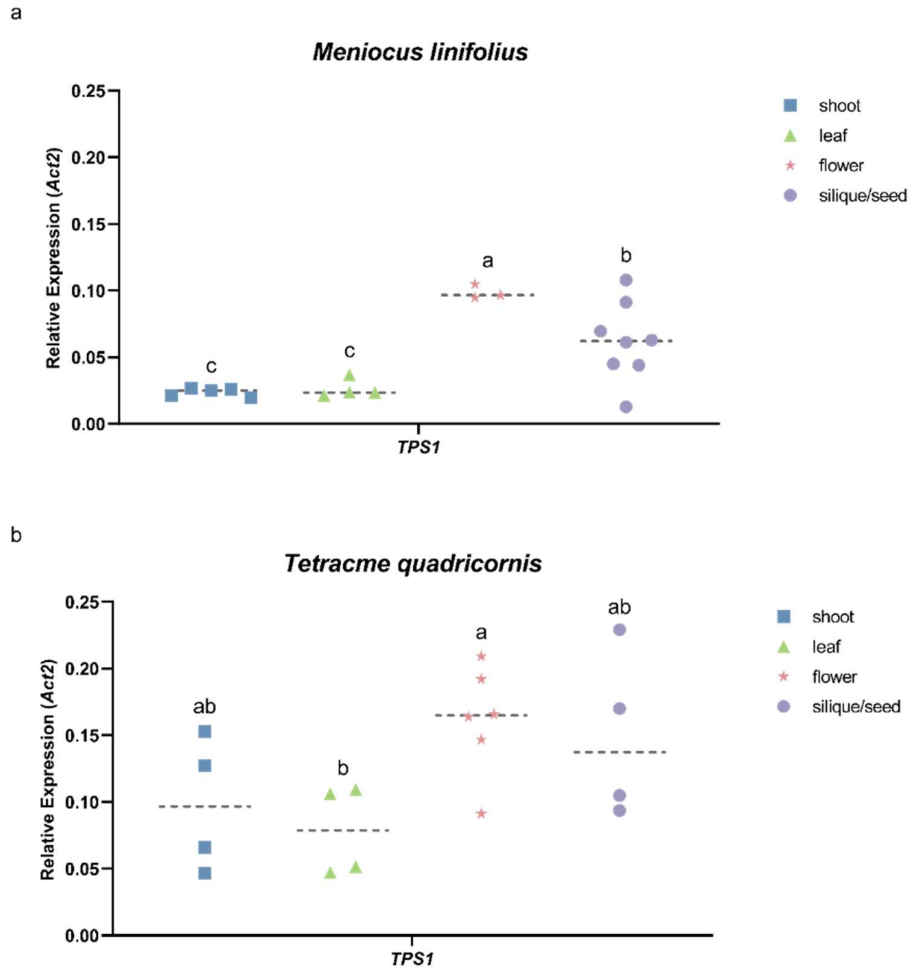 a
Meniocus linifolius
0.25
0.20
0.15
0.10
0.05
0.00
Relative Expression (Act2)
c
c
a
b
TPS1
shoot
leaf
flower
silique/seed
b
Tetracme quadricornis
0.25
0.20
0.15
0.10
0.05
0.00
Relative Expression (Act2)
ab
b
a
ab
TPS1
shoot
leaf
flower
silique/seed